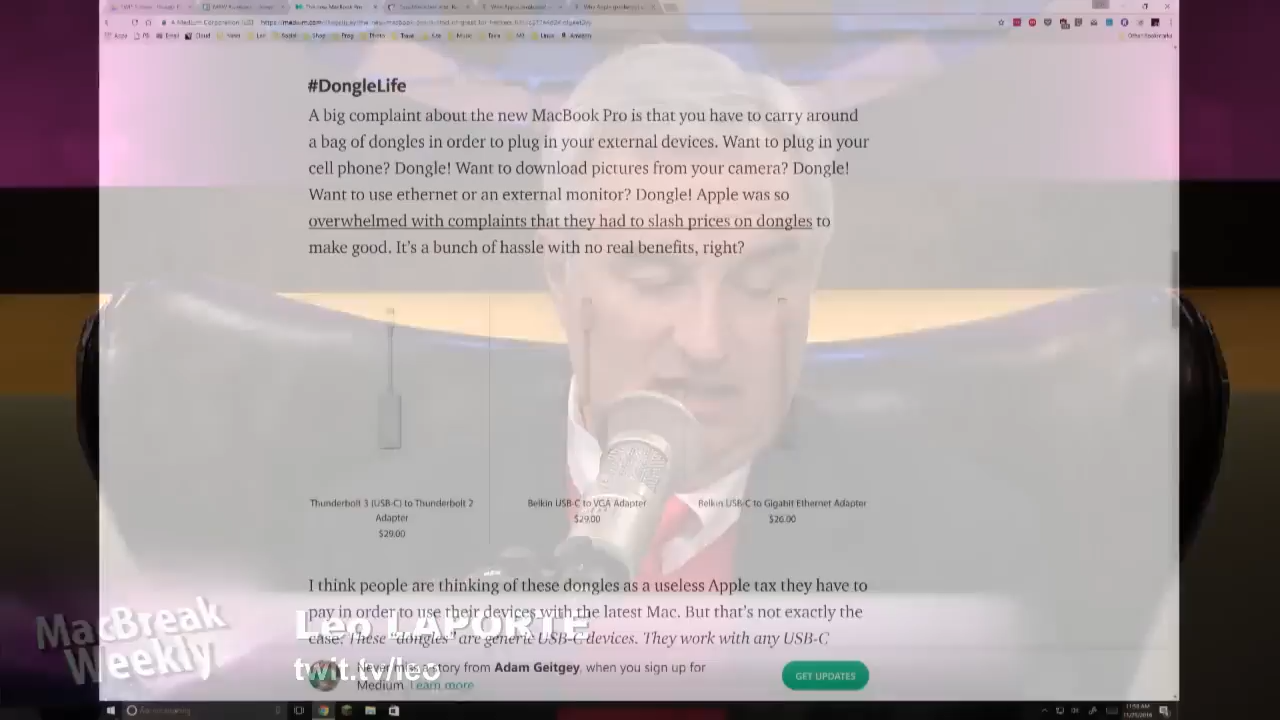 #DongleLife
A big complaint about the new MacBook Pro is that you have to carry around
a bag of dongles in order to plug in your external devices. Want to plug in your
cell phone? Dongle! Want to download pictures from your camera? Dongle!
Want to use ethernet or an external monitor? Dongle! Apple was so
overwhelmed with complaints that they had to slash prices on dongles to
make good. It's a bunch of hassle with no real benefits, right?
Thunderbolt 3 (USB-C) to Thunderbolt 2
Adapter
$29.00
Belkin USB-C to VGA Adapter
$29.00
Belkin USB-C to Gigabit Ethernet Adapter
$26.00
I think people are thinking of these dongles as a useless Apple tax they have to
pay in order to use their devices with the latest Mac. But that's not exactly the
case. These “dongles” are generic USB-C devices. They work with any USB-C
Never miss a story from Adam Geitgey, when you sign up for
Medium. Learn more
GET UPDATES
MacBreak
Weekly
Leo LAPORTE
twit.tv/leo